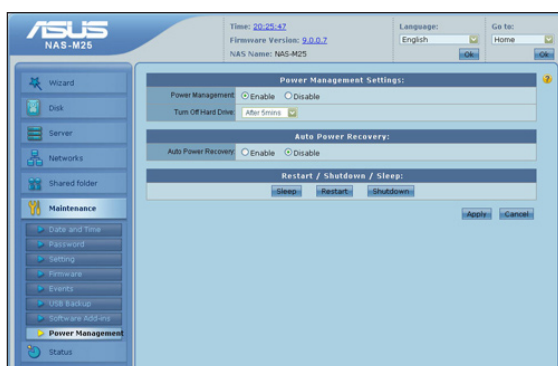 ASUS
NAS-M25
Time: 20:25:47
Firmware Version: 9.0.0.7
NAS Name: NAS-M25
Language:
English
Ok
Go to:
Home
Ok
Wizard
Disk
Server
Networks
Shared folder
Maintenance
Date and Time
Password
Setting
Firmware
Events
USB Backup
Software Add-ins
Power Management
Status
Power Management Settings:
Power Management: Enable Disable
Turn Off Hard Drive: After 5mins
Auto Power Recovery:
Auto Power Recovery: Enable Disable
Restart / Shutdown / Sleep:
Sleep Restart Shutdown
Apply Cancel